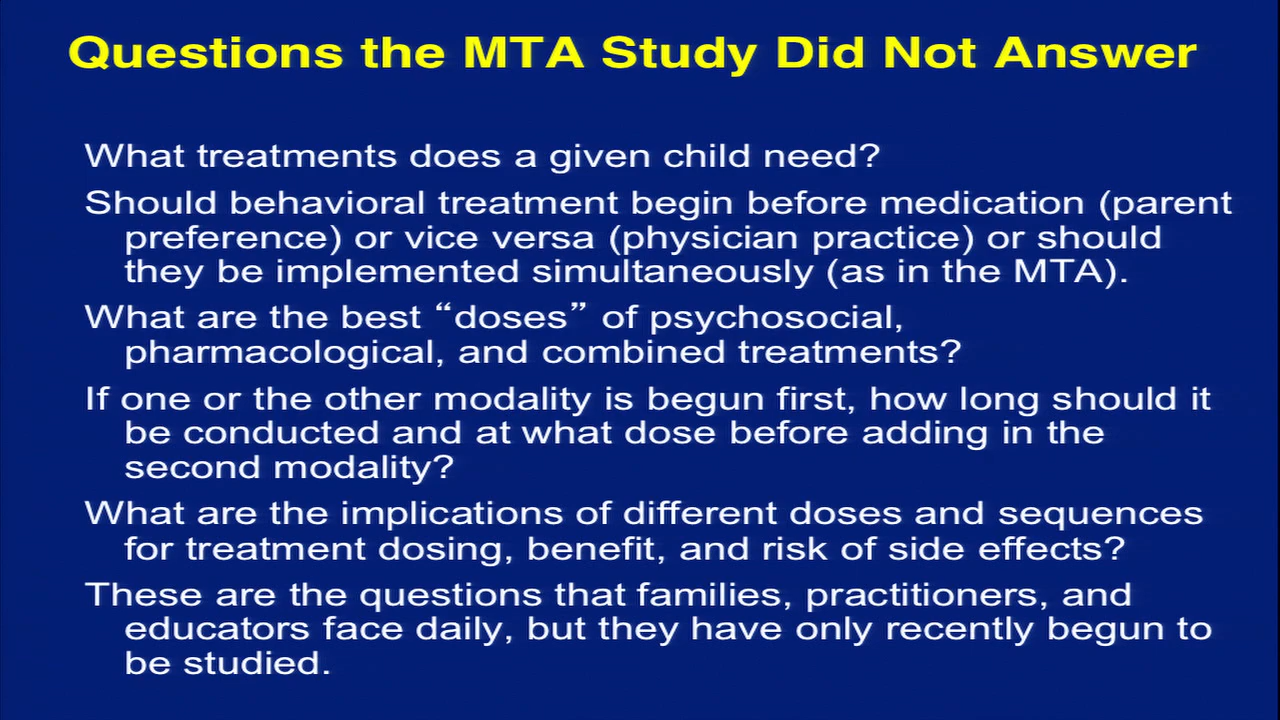 Questions the MTA Study Did Not Answer
What treatments does a given child need?
Should behavioral treatment begin before medication (parent
preference) or vice versa (physician practice) or should
they be implemented simultaneously (as in the MTA).
What are the best “doses” of psychosocial,
pharmacological, and combined treatments?
If one or the other modality is begun first, how long should it
be conducted and at what dose before adding in the
second modality?
What are the implications of different doses and sequences
for treatment dosing, benefit, and risk of side effects?
These are the questions that families, practitioners, and
educators face daily, but they have only recently begun to
be studied.